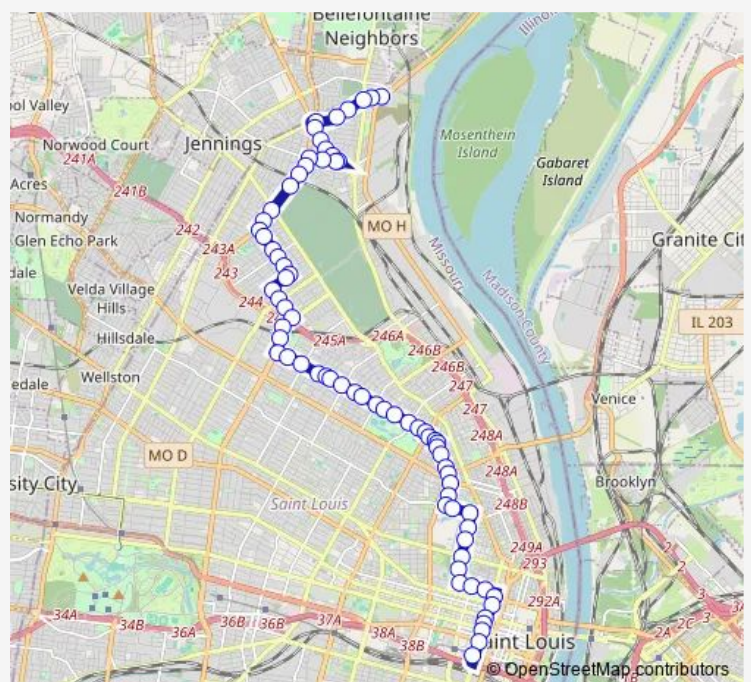 Bellefontaine
Neighbors
Illinois
ool Valley
Mosenthein
Island
Norwood Court
Jennings
241A
Gabaret
Island
Acres
241B
Normandy
242
MO H
Glen Echo Park
243A
Granite Cit
dale
243
Missouri
Madison County
Velda Village
Hills
244
IL 203
Hillsdale
245A
246A
246B
246B
edale
Wellston
247
Venice
247
248A
MO D
248A
Brooklyn
sity City
Saint Louis
248B
249A
2
293
2
34A
292A
3
34B
36A
36B
36B
37A
38A
38B
2A
2C
aint Louis
© OpenStreetMap contributors